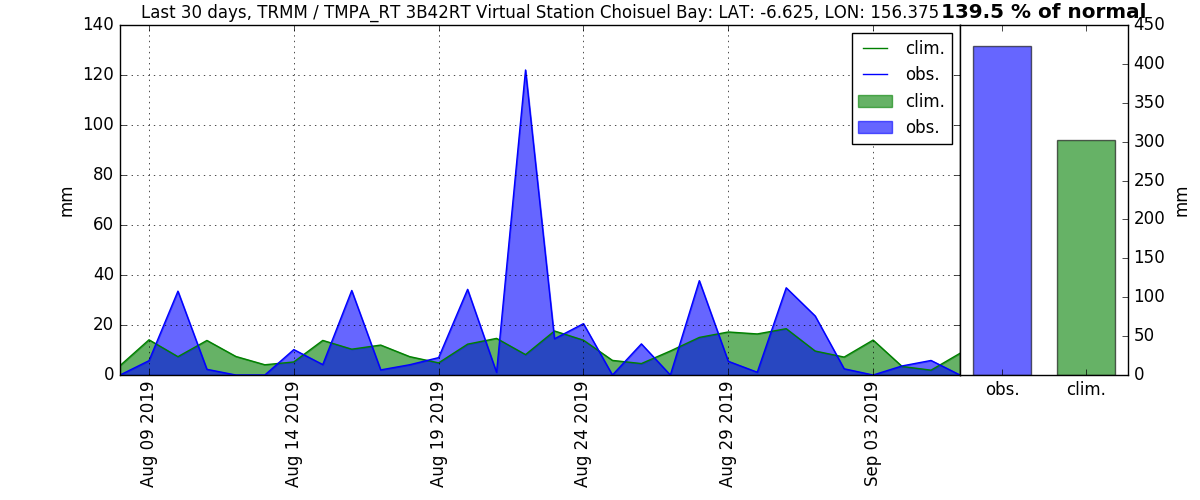 Last 30 days, TRMM / TMPA_RT 3B42RT Virtual Station Choisuel Bay: LAT: -6.625, LON: 156.375
139.5 % of normal
140
120
100
80
60
40
20
0
mm
clim.
obs.
clim.
obs.
Aug 09 2019
Aug 14 2019
Aug 19 2019
Aug 24 2019
Aug 29 2019
Sep 03 2019
450
400
350
300
250
200
150
100
50
0
mm
obs.
clim.